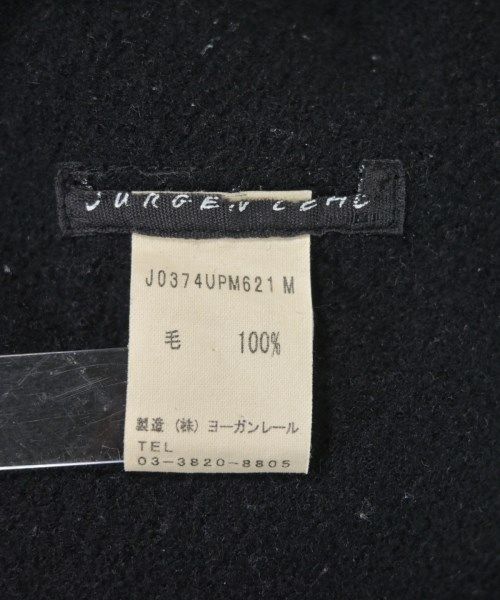 JURGEN LEHL
J0374UPM621 M
毛 100%
製造 (株) ヨーガンレール
TEL
03-3820-8805